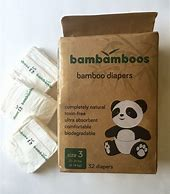 bambamboos
bamboo diapers
completely natural
toxin-free
ultra absorbent
comfortable
biodegradable
size 3
32 diapers